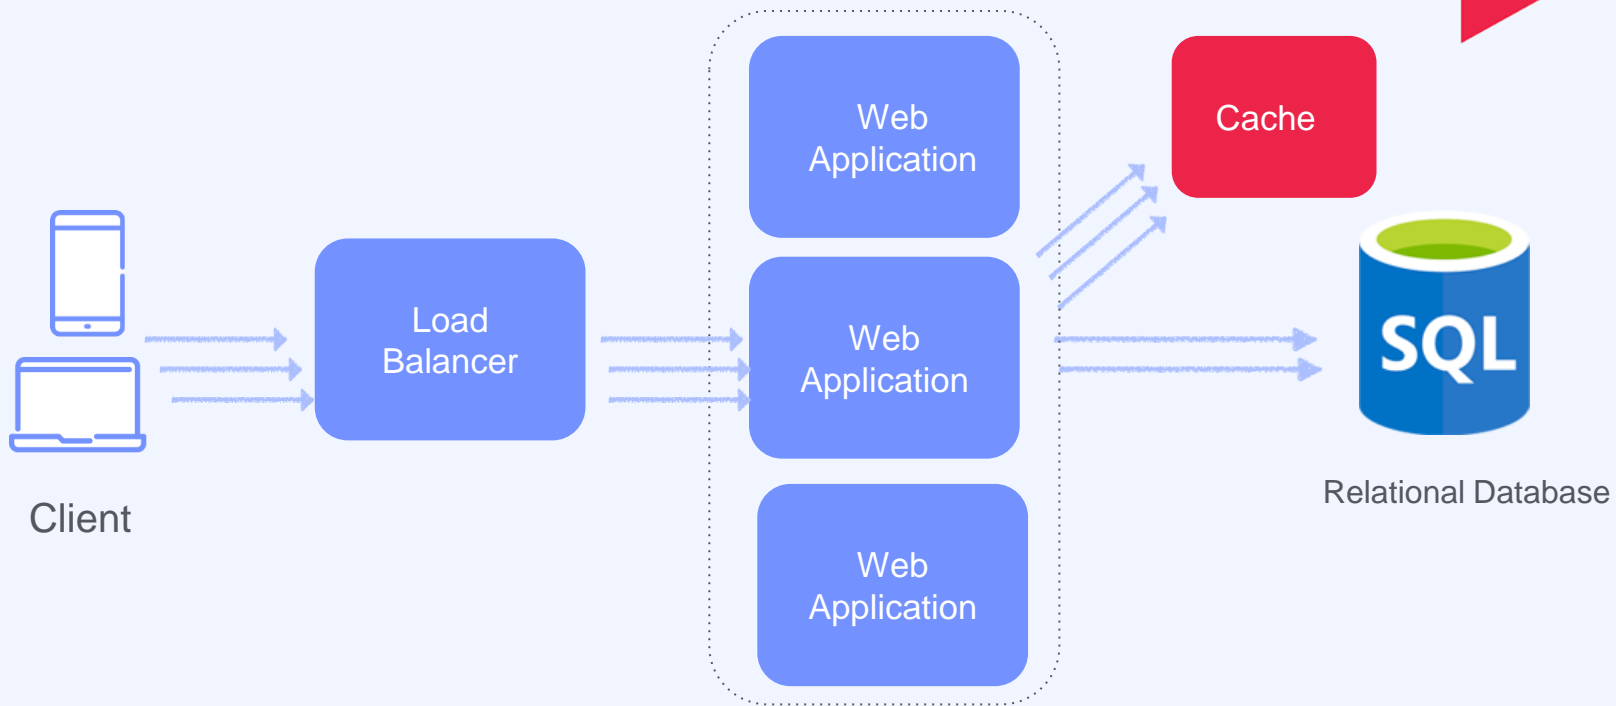 Client
Load
Balancer
Web
Application
Web
Application
Web
Application
Cache
SQL
Relational Database